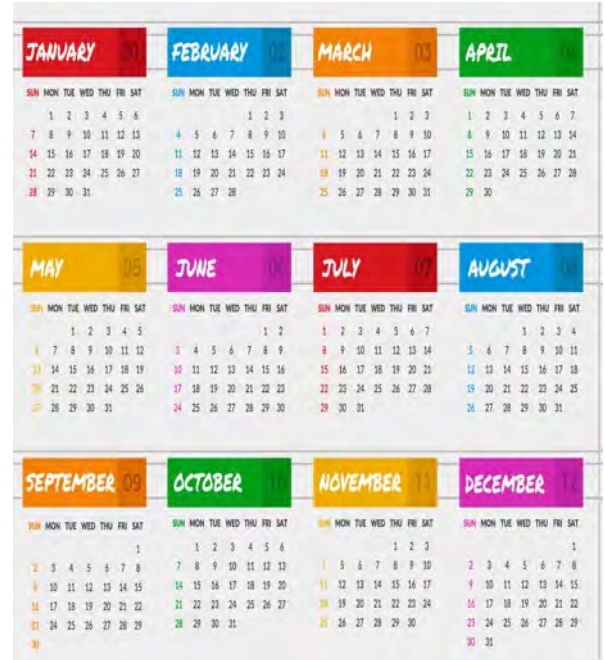 JANUARY 01
SUN MON TUE WED THU FRI SAT
1 2 3 4 5 6
7 8 9 10 11 12 13
14 15 16 17 18 19 20
21 22 23 24 25 26 27
28 29 30 31
FEBRUARY 02
SUN MON TUE WED THU FRI SAT
1 2 3
4 5 6 7 8 9 10
11 12 13 14 15 16 17
18 19 20 21 22 23 24
25 26 27 28
MARCH 03
SUN MON TUE WED THU FRI SAT
1 2 3
4 5 6 7 8 9 10
11 12 13 14 15 16 17
18 19 20 21 22 23 24
25 26 27 28 29 30 31
APRIL 04
SUN MON TUE WED THU FRI SAT
1 2 3 4 5 6 7
8 9 10 11 12 13 14
15 16 17 18 19 20 21
22 23 24 25 26 27 28
29 30
MAY 05
SUN MON TUE WED THU FRI SAT
1 2 3 4 5
6 7 8 9 10 11 12
13 14 15 16 17 18 19
20 21 22 23 24 25 26
27 28 29 30 31
JUNE 06
SUN MON TUE WED THU FRI SAT
1 2
3 4 5 6 7 8 9
10 11 12 13 14 15 16
17 18 19 20 21 22 23
24 25 26 27 28 29 30
JULY 07
SUN MON TUE WED THU FRI SAT
1 2 3 4 5 6 7
8 9 10 11 12 13 14
15 16 17 18 19 20 21
22 23 24 25 26 27 28
29 30 31
AUGUST 08
SUN MON TUE WED THU FRI SAT
1 2 3 4
5 6 7 8 9 10 11
12 13 14 15 16 17 18
19 20 21 22 23 24 25
26 27 28 29 30 31
SEPTEMBER 09
SUN MON TUE WED THU FRI SAT
1
2 3 4 5 6 7 8
9 10 11 12 13 14 15
16 17 18 19 20 21 22
23 24 25 26 27 28 29
30
OCTOBER 10
SUN MON TUE WED THU FRI SAT
1 2 3 4 5 6
7 8 9 10 11 12 13
14 15 16 17 18 19 20
21 22 23 24 25 26 27
28 29 30 31
NOVEMBER 11
SUN MON TUE WED THU FRI SAT
1 2 3
4 5 6 7 8 9 10
11 12 13 14 15 16 17
18 19 20 21 22 23 24
25 26 27 28 29 30
DECEMBER 12
SUN MON TUE WED THU FRI SAT
1
2 3 4 5 6 7 8
9 10 11 12 13 14 15
16 17 18 19 20 21 22
23 24 25 26 27 28 29
30 31